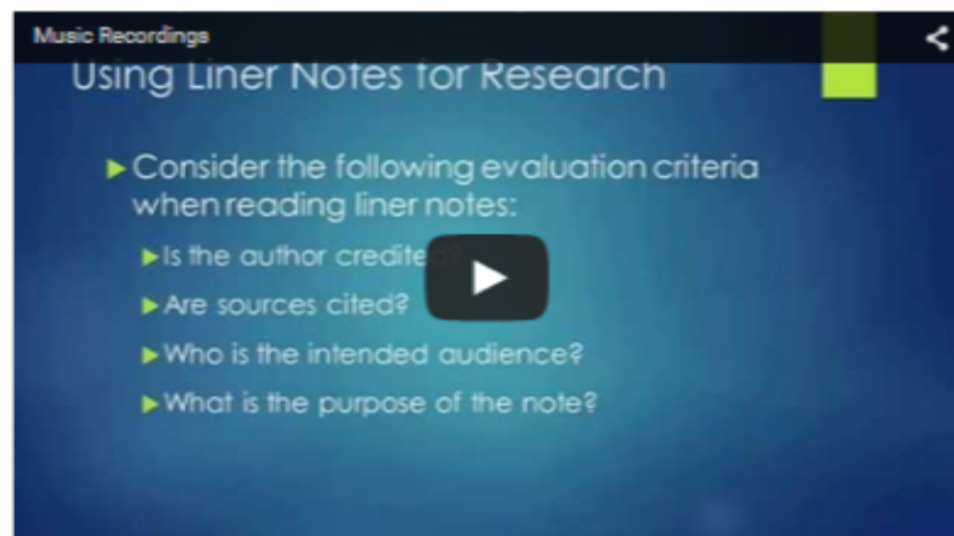 Music Recordings
Using Liner Notes for Research
Consider the following evaluation criteria
when reading liner notes:
Is the author credited?
Are sources cited?
Who is the intended audience?
What is the purpose of the note?